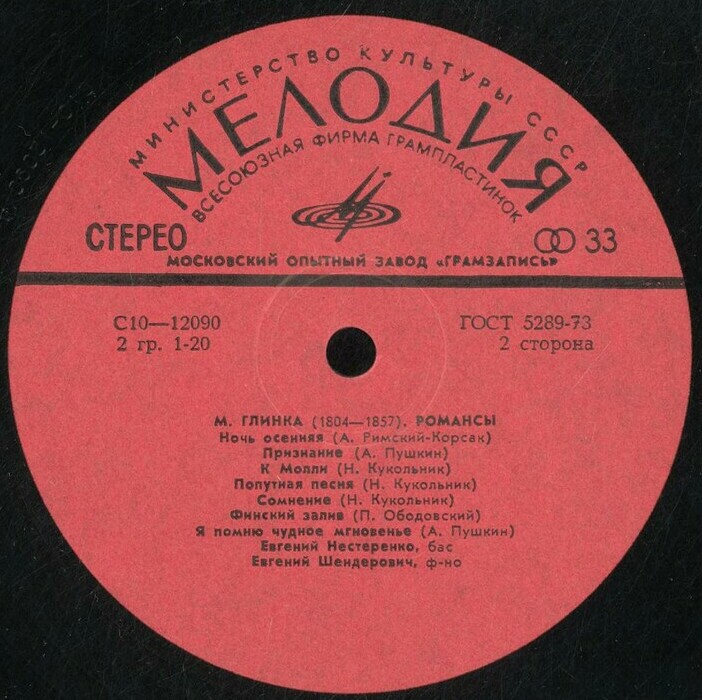 МИНИСТЕРСТВО КУЛЬТУРЫ СССР
МЕЛОДИЯ
ВСЕСОЮЗНАЯ ФИРМА ГРАМПЛАСТИНОК
СТЕРЕО 33
МОСКОВСКИЙ ОПЫТНЫЙ ЗАВОД «ГРАМЗАПИСЬ»
С10—12090 ГОСТ 5289-73
2 гр. 1-20 2 сторона
М. ГЛИНКА (1804—1857). РОМАНСЫ
Ночь осенняя (А. Римский-Корсак)
Признание (А. Пушкин)
К Молли (Н. Кукольник)
Попутная песня (Н. Кукольник)
Сомнение (Н. Кукольник)
Финский залив (П. Ободовский)
Я помню чудное мгновенье (А. Пушкин)
Евгений Нестеренко, бас
Евгений Шендерович, ф-но